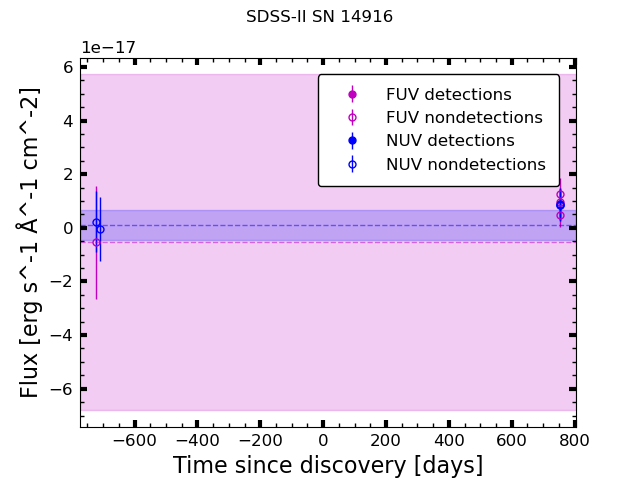 SDSS-II SN 14916
1e−17
6
4
2
0
−2
−4
−6
Flux [erg s^-1 Å^-1 cm^-2]
FUV detections
FUV nondetections
NUV detections
NUV nondetections
−600 −400 −200 0 200 400 600 800
Time since discovery [days]